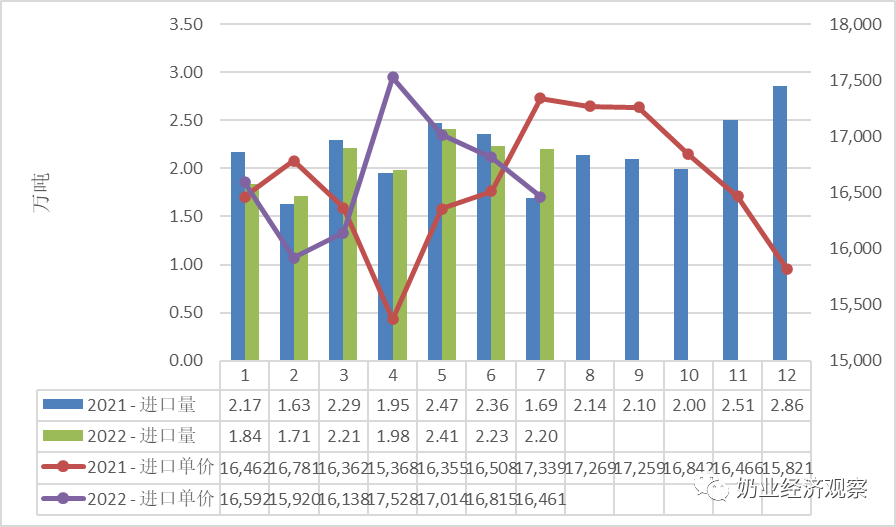 3.50 18,000
3.00 17,500
2.50 17,000
2.00 16,500
1.50 16,000
1.00
0.50 15,500
0.00 15,000
万吨
1 2 3 4 5 6 7 8 9 10 11 12
2021 - 进口量 2.17 1.63 2.29 1.95 2.47 2.36 1.69 2.14 2.10 2.00 2.51 2.86
2022 - 进口量 1.84 1.71 2.21 1.98 2.41 2.23 2.20
2021 - 进口单价 16,462 16,781 16,362 15,368 16,355 16,508 17,339 17,269 17,259 16,842 16,466 15,821
2022 - 进口单价 16,592 15,920 16,138 17,528 17,014 16,815 16,461
奶业经济观察